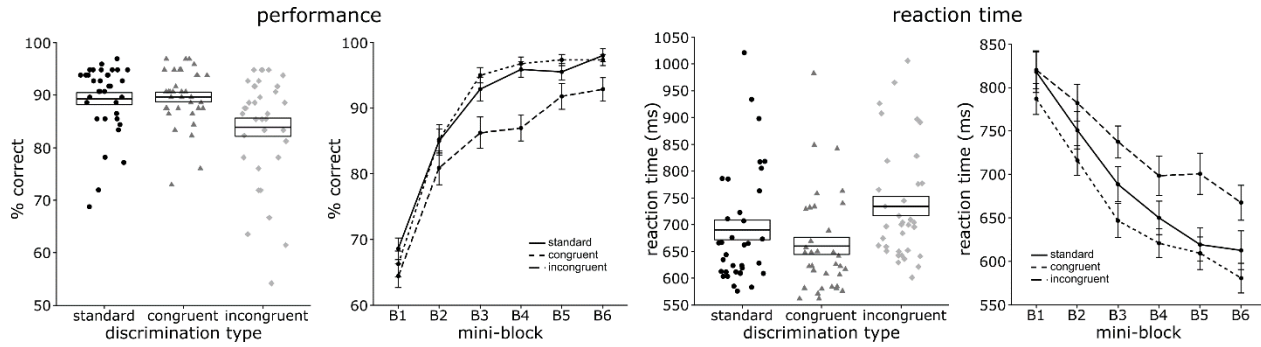 performance
reaction time
% correct
100
90
80
70
60
50
standard congruent incongruent
discrimination type
% correct
100
90
80
70
60
B1 B2 B3 B4 B5 B6
mini-block
standard
congruent
incongruent
reaction time (ms)
1050
1000
950
900
850
800
750
700
650
600
550
standard congruent incongruent
discrimination type
reaction time (ms)
850
800
750
700
650
600
550
B1 B2 B3 B4 B5 B6
mini-block
standard
congruent
incongruent